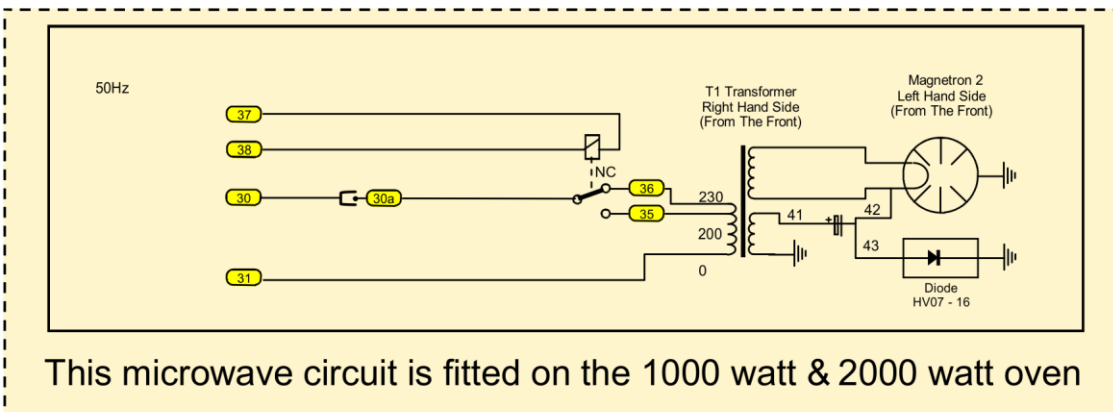 50Hz
T1 Transformer
Right Hand Side
(From The Front)
Magnetron 2
Left Hand Side
(From The Front)
37
38
NC
30
30a
36
35
230
200
0
41
42
43
31
Diode
HV07 - 16
This microwave circuit is fitted on the 1000 watt & 2000 watt oven